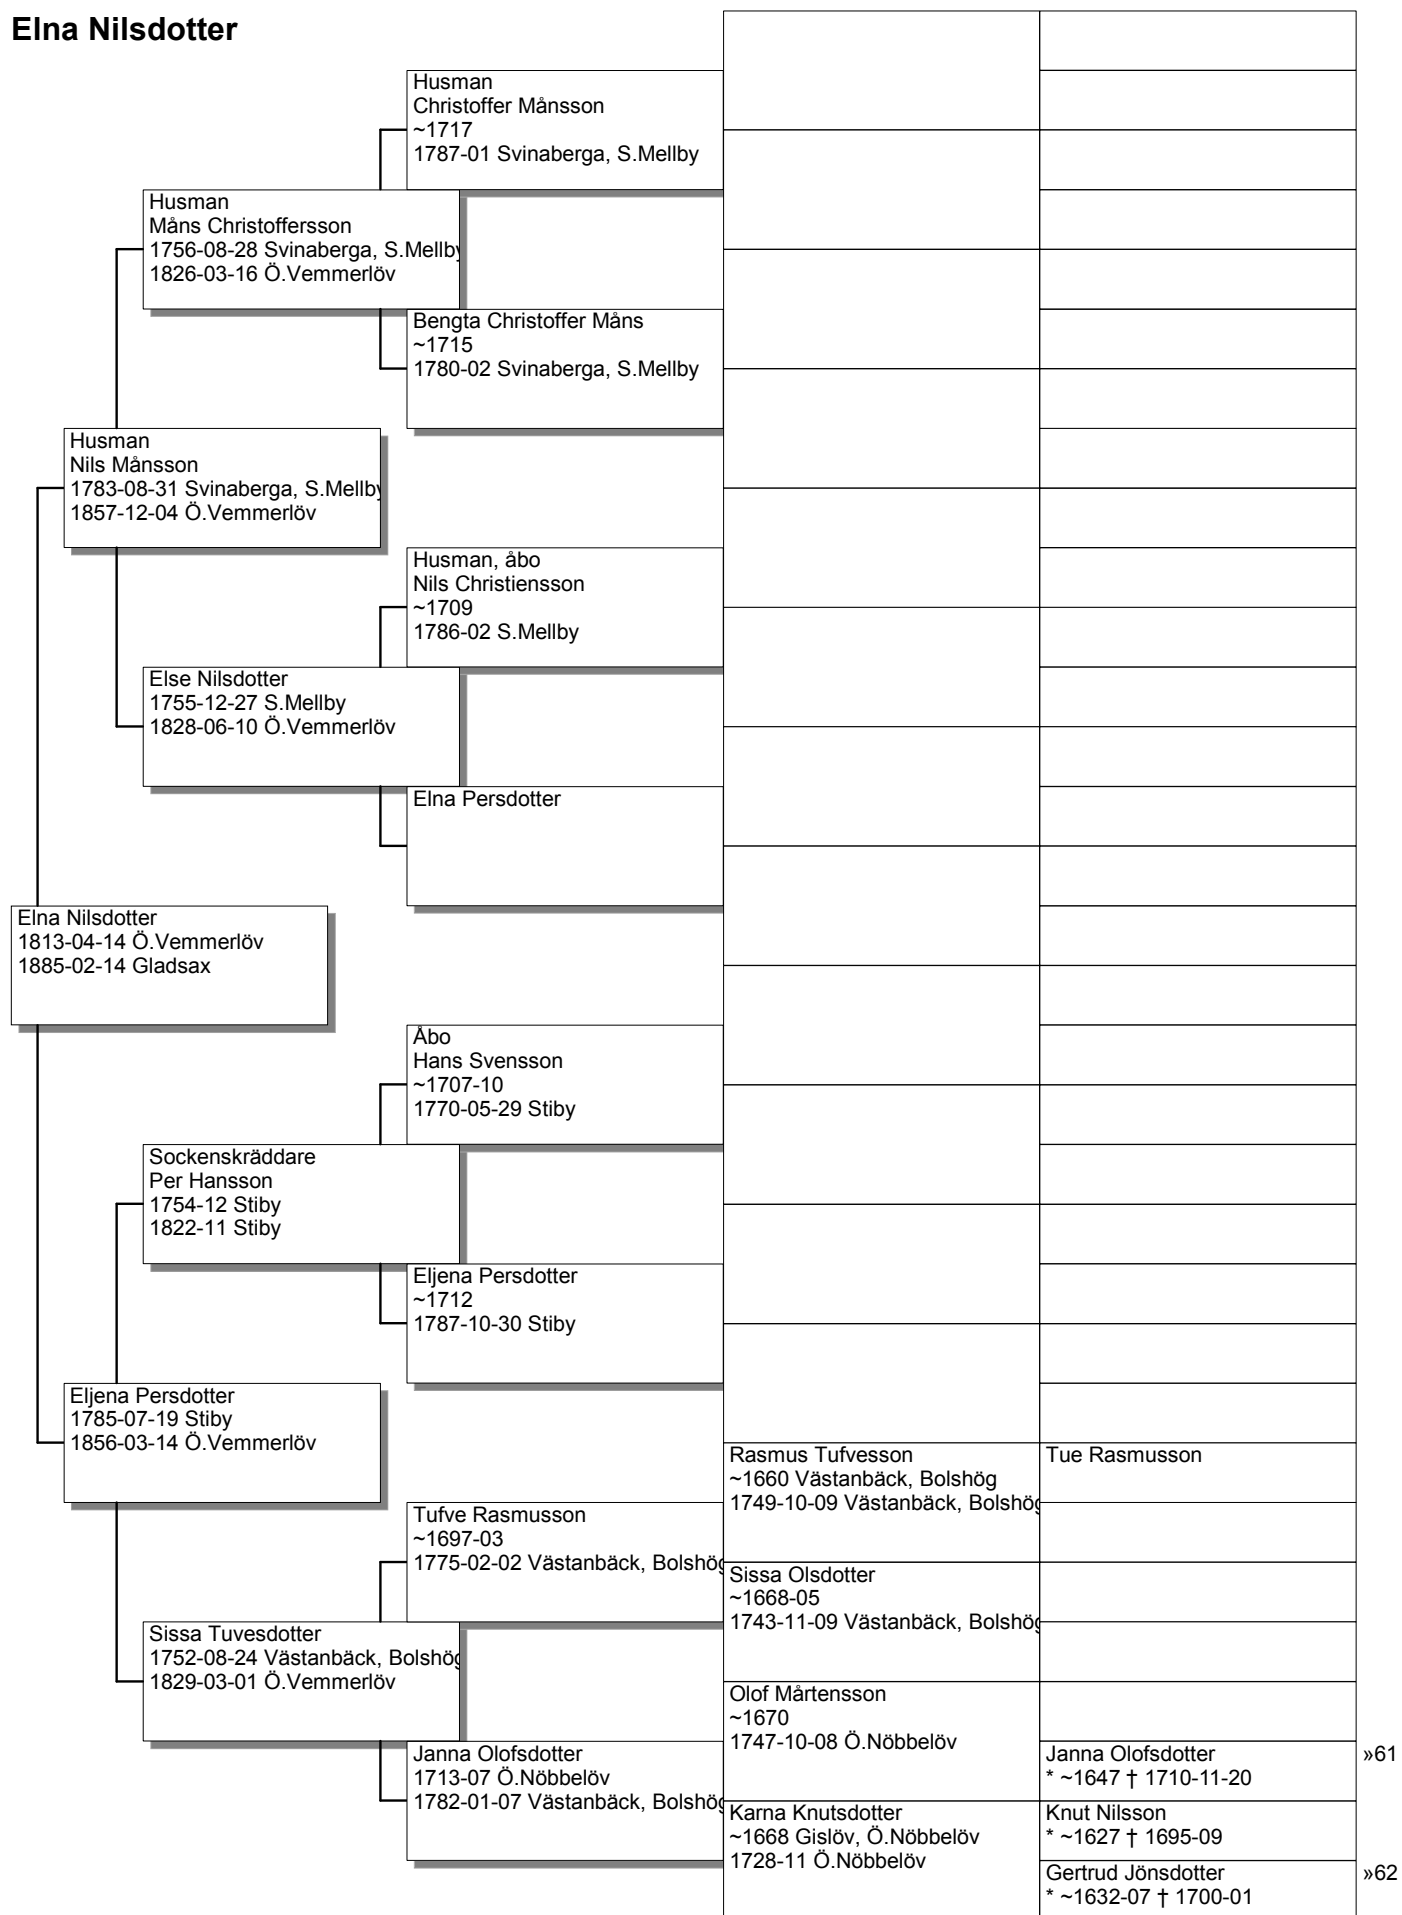 Elna Nilsdotter
Husman
Christoffer Månsson
~1717
1787-01 Svinaberga, S.Mellby
Husman
Måns Christoffersson
1756-08-28 Svinaberga, S.Mellby
1826-03-16 Ö.Vemmerlöv
Bengta Christoffer Måns
~1715
1780-02 Svinaberga, S.Mellby
Husman
Nils Månsson
1783-08-31 Svinaberga, S.Mellby
1857-12-04 Ö.Vemmerlöv
Husman, åbo
Nils Christiensson
~1709
1786-02 S.Mellby
Else Nilsdotter
1755-12-27 S.Mellby
1828-06-10 Ö.Vemmerlöv
Elna Persdotter
Elna Nilsdotter
1813-04-14 Ö.Vemmerlöv
1885-02-14 Gladsax
Åbo
Hans Svensson
~1707-10
1770-05-29 Stiby
Sockenskräddare
Per Hansson
1754-12 Stiby
1822-11 Stiby
Eljena Persdotter
~1712
1787-10-30 Stiby
Eljena Persdotter
1785-07-19 Stiby
1856-03-14 Ö.Vemmerlöv
Rasmus Tufvesson
~1660 Västanbäck, Bolshög
1749-10-09 Västanbäck, Bolshög
Tue Rasmusson
Tufve Rasmusson
~1697-03
1775-02-02 Västanbäck, Bolshög
Sissa Olsdotter
~1668-05
1743-11-09 Västanbäck, Bolshög
Sissa Tuvesdotter
1752-08-24 Västanbäck, Bolshög
1829-03-01 Ö.Vemmerlöv
Olof Mårtensson
~1670
1747-10-08 Ö.Nöbbelöv
Janna Olofsdotter
* ~1647 † 1710-11-20
»61
Janna Olofsdotter
1713-07 Ö.Nöbbelöv
1782-01-07 Västanbäck, Bolshög
Karna Knutsdotter
~1668 Gislöv, Ö.Nöbbelöv
1728-11 Ö.Nöbbelöv
Knut Nilsson
* ~1627 † 1695-09
Gertrud Jönsdotter
* ~1632-07 † 1700-01
»62